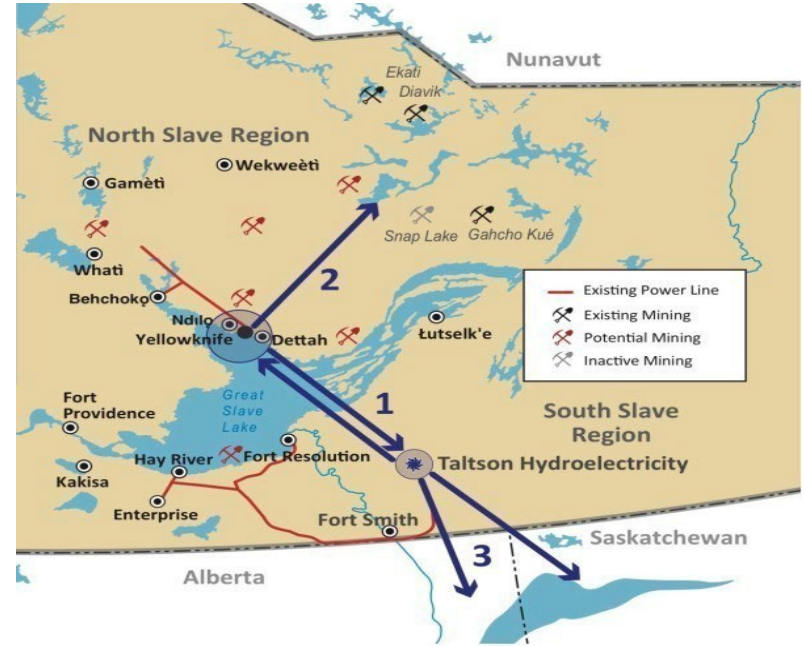 Nunavut
Ekati
Diavik
North Slave Region
Wekweètì
Gamètì
Snap Lake
Gahcho Kué
Whatì
2
Behchokǫ
Existing Power Line
Existing Mining
Potential Mining
Inactive Mining
Ndılo
Yellowknife
Dettah
Łutselk'e
Great
Slave
Lake
1
Fort
Providence
South Slave
Region
Hay River
Fort Resolution
Taltson Hydroelectricity
Kakisa
Enterprise
Fort Smith
Saskatchewan
3
Alberta